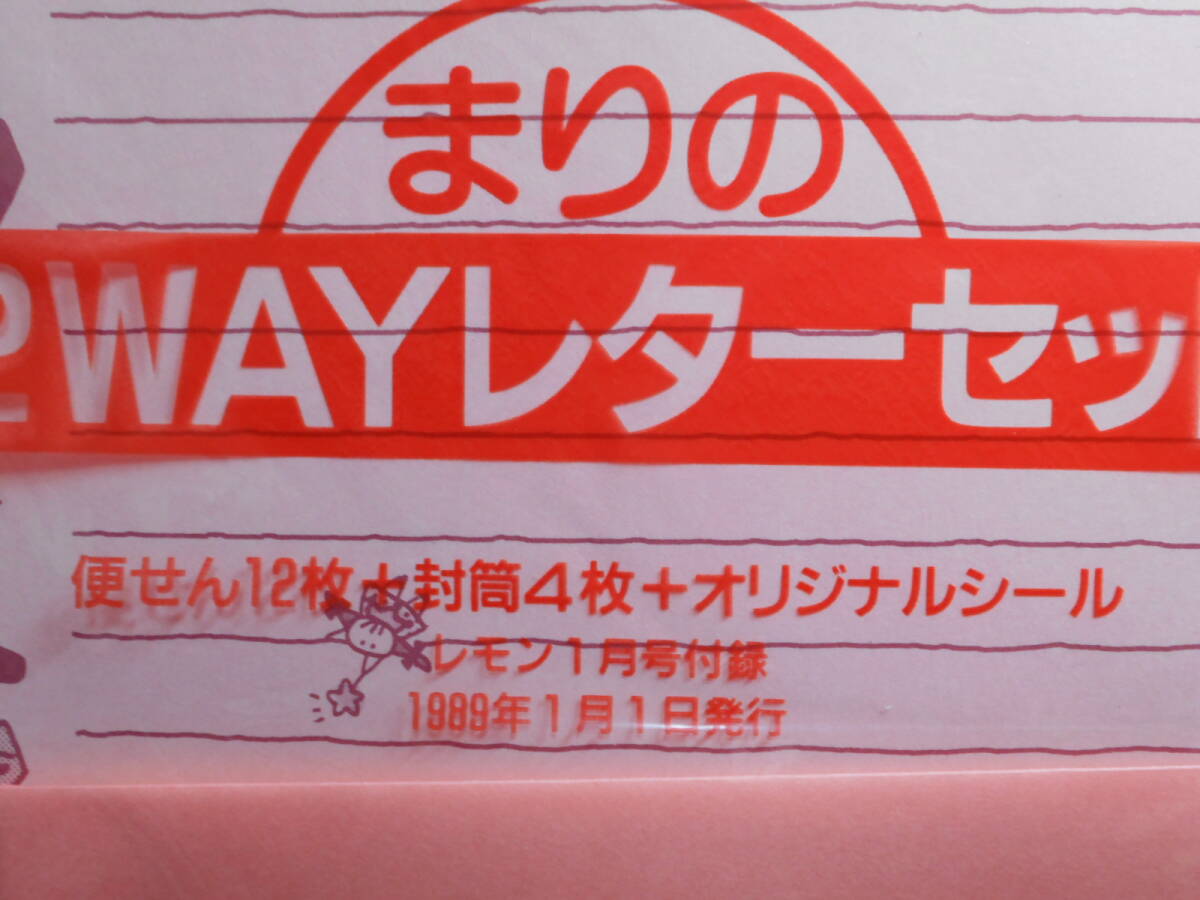 まりの
2WAYレターセット
便せん12枚+封筒4枚+オリジナルシール
レモン1月号付録
1989年1月1日発行